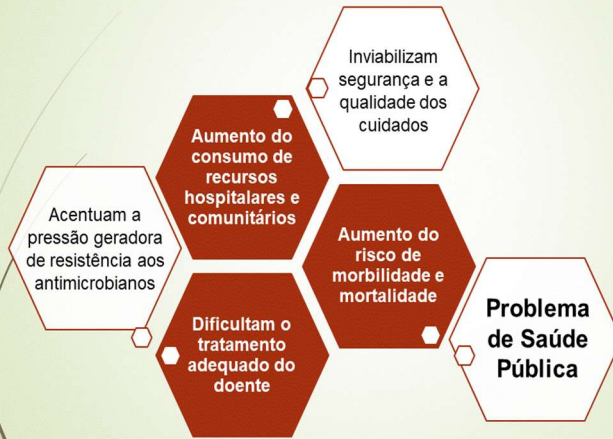 Inviabilizam
segurança e a
qualidade dos
cuidados
Aumento do
consumo de
recursos
hospitalares e
comunitários
Acentuam a
pressão geradora
de resistência aos
antimicrobianos
Aumento do
risco de
morbilidade e
mortalidade
Dificultam o
tratamento
adequado do
doente
Problema
de Saúde
Pública